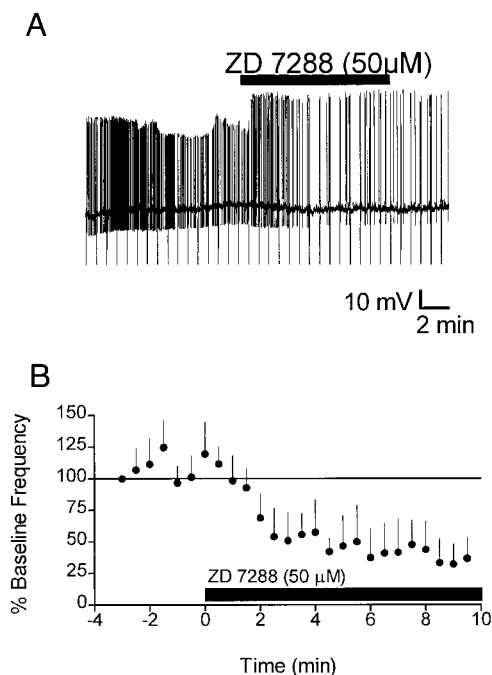 A
ZD 7288 (50μM)
10 mV
2 min
B
% Baseline Frequency
150
125
100
75
50
25
0
ZD 7288 (50 μM)
-4 -2 0 2 4 6 8 10
Time (min)